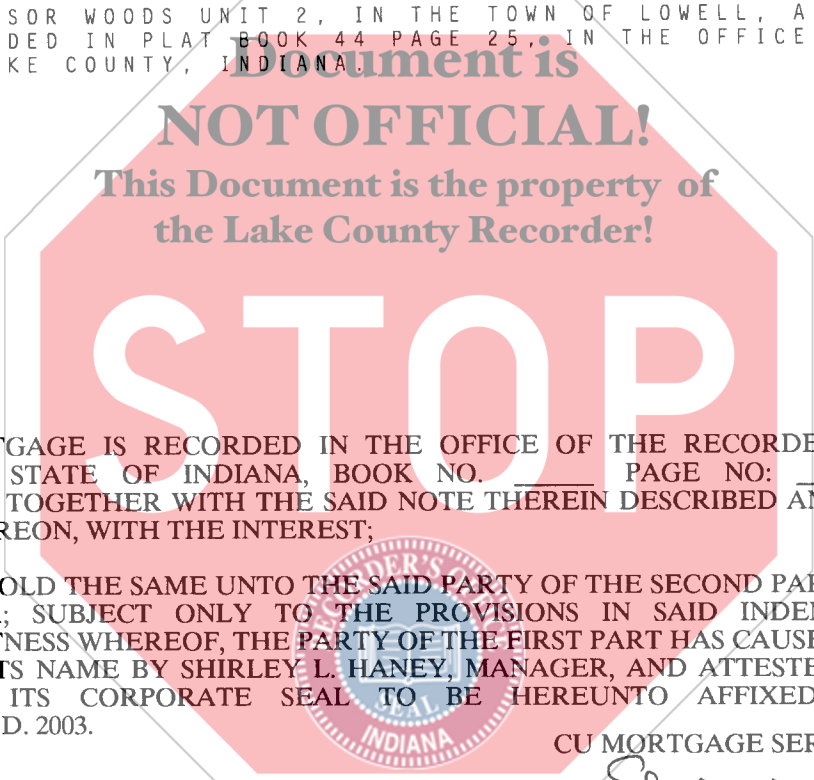 SOR WOODS UNIT 2, IN THE TOWN OF LOWELL, A
DED IN PLAT BOOK 44 PAGE 25, IN THE OFFICE
KE COUNTY, INDIANA.
Document is
NOT OFFICIAL!
This Document is the property of
the Lake County Recorder!
STOP
TGAGE IS RECORDED IN THE OFFICE OF THE RECORDE
STATE OF INDIANA, BOOK NO. ______ PAGE NO: _
TOGETHER WITH THE SAID NOTE THEREIN DESCRIBED AN
REON, WITH THE INTEREST;
OLD THE SAME UNTO THE SAID PARTY OF THE SECOND PAR
; SUBJECT ONLY TO THE PROVISIONS IN SAID INDEN
TNESS WHEREOF, THE PARTY OF THE FIRST PART HAS CAUSE
TS NAME BY SHIRLEY L. HANEY, MANAGER, AND ATTESTE
ITS CORPORATE SEAL TO BE HEREUNTO AFFIXED
D. 2003.
CU MORTGAGE SER
RECORDER'S OFFICE
SEAL
INDIANA